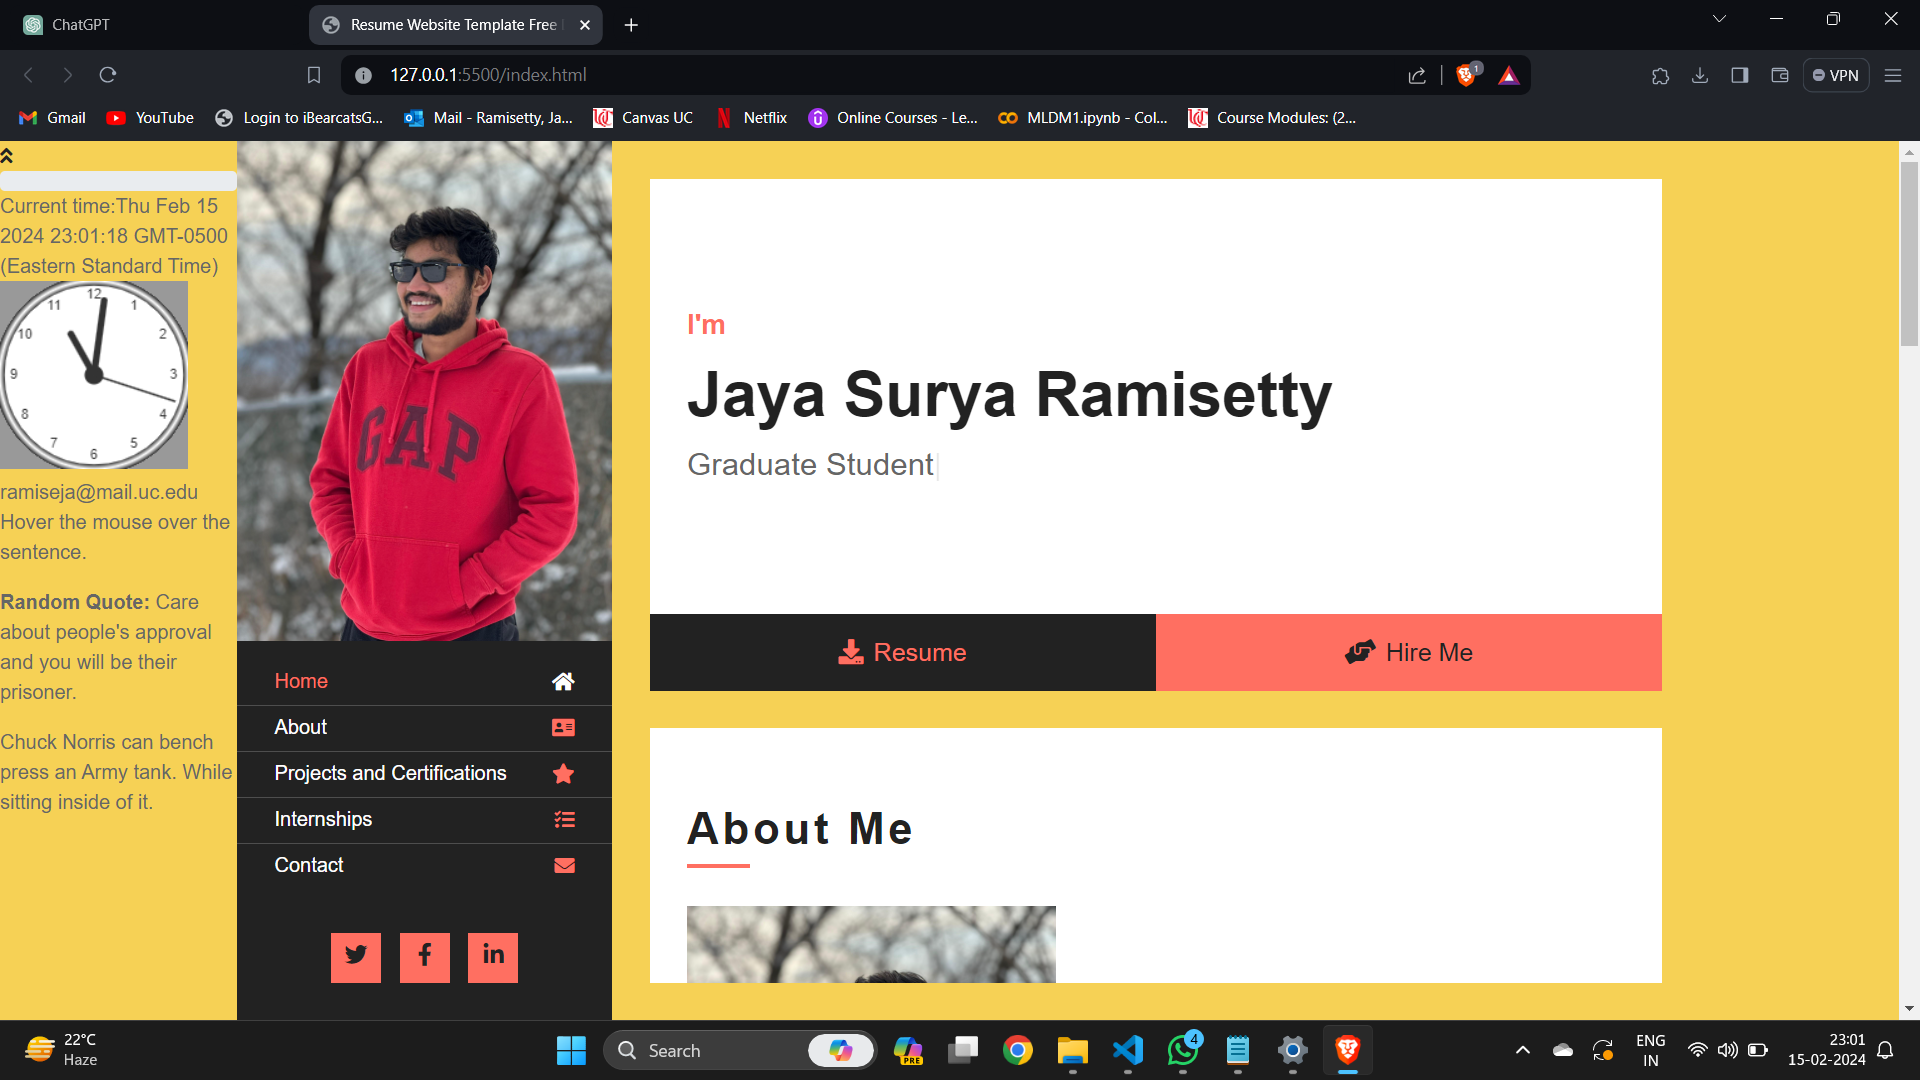 ChatGPT
Resume Website Template Free
127.0.0.1:5500/index.html
1
VPN
Gmail
YouTube
Login to iBearcatsG...
Mail - Ramisetty, Ja...
Canvas UC
Netflix
Online Courses - Le...
MLDM1.ipynb - Col...
Course Modules: (2...
Current time:Thu Feb 15
2024 23:01:18 GMT-0500
(Eastern Standard Time)
12
11 1
10 2
9 3
8 4
7 5
6
ramiseja@mail.uc.edu
Hover the mouse over the
sentence.
Random Quote: Care
about people's approval
and you will be their
prisoner.
Chuck Norris can bench
press an Army tank. While
sitting inside of it.
GAP
Home
About
Projects and Certifications
Internships
Contact
in
I'm
Jaya Surya Ramisetty
Graduate Student
Resume
Hire Me
About Me
22°C
Haze
Search
PRE
4
ENG
IN
23:01
15-02-2024